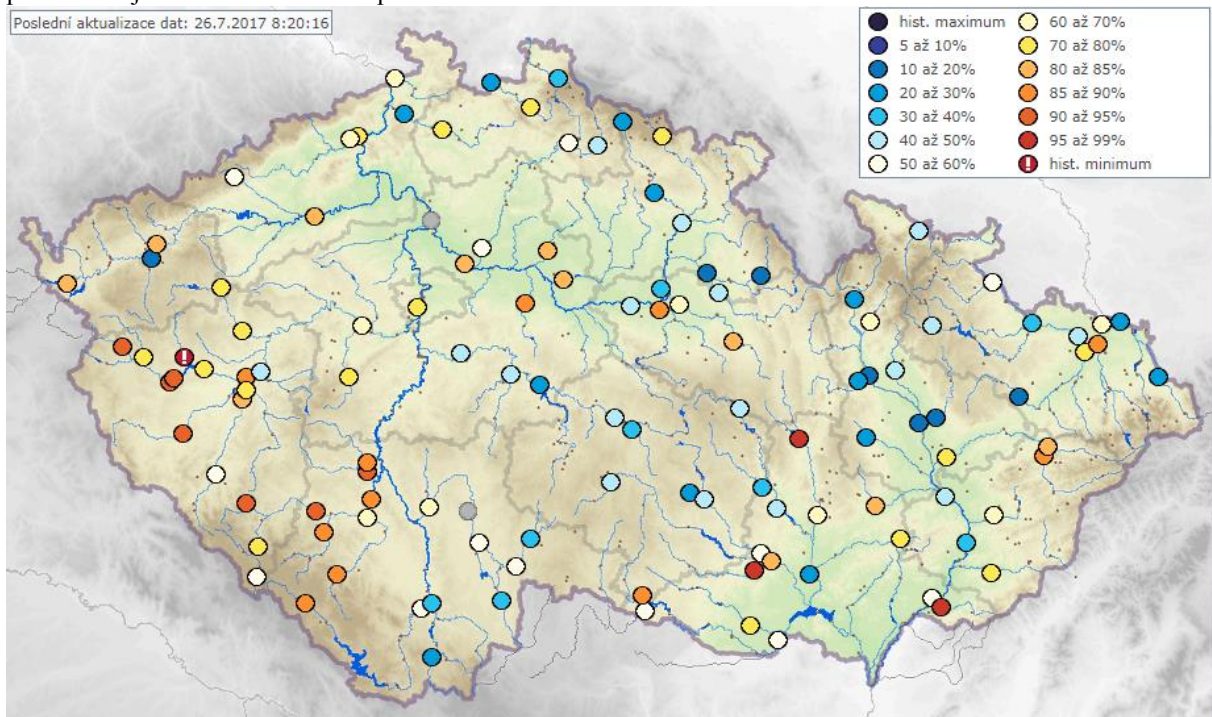 Poslední aktualizace dat: 26.7.2017 8:20:16
hist. maximum
5 až 10%
10 až 20%
20 až 30%
30 až 40%
40 až 50%
50 až 60%
60 až 70%
70 až 80%
80 až 85%
85 až 90%
90 až 95%
95 až 99%
! hist. minimum
!